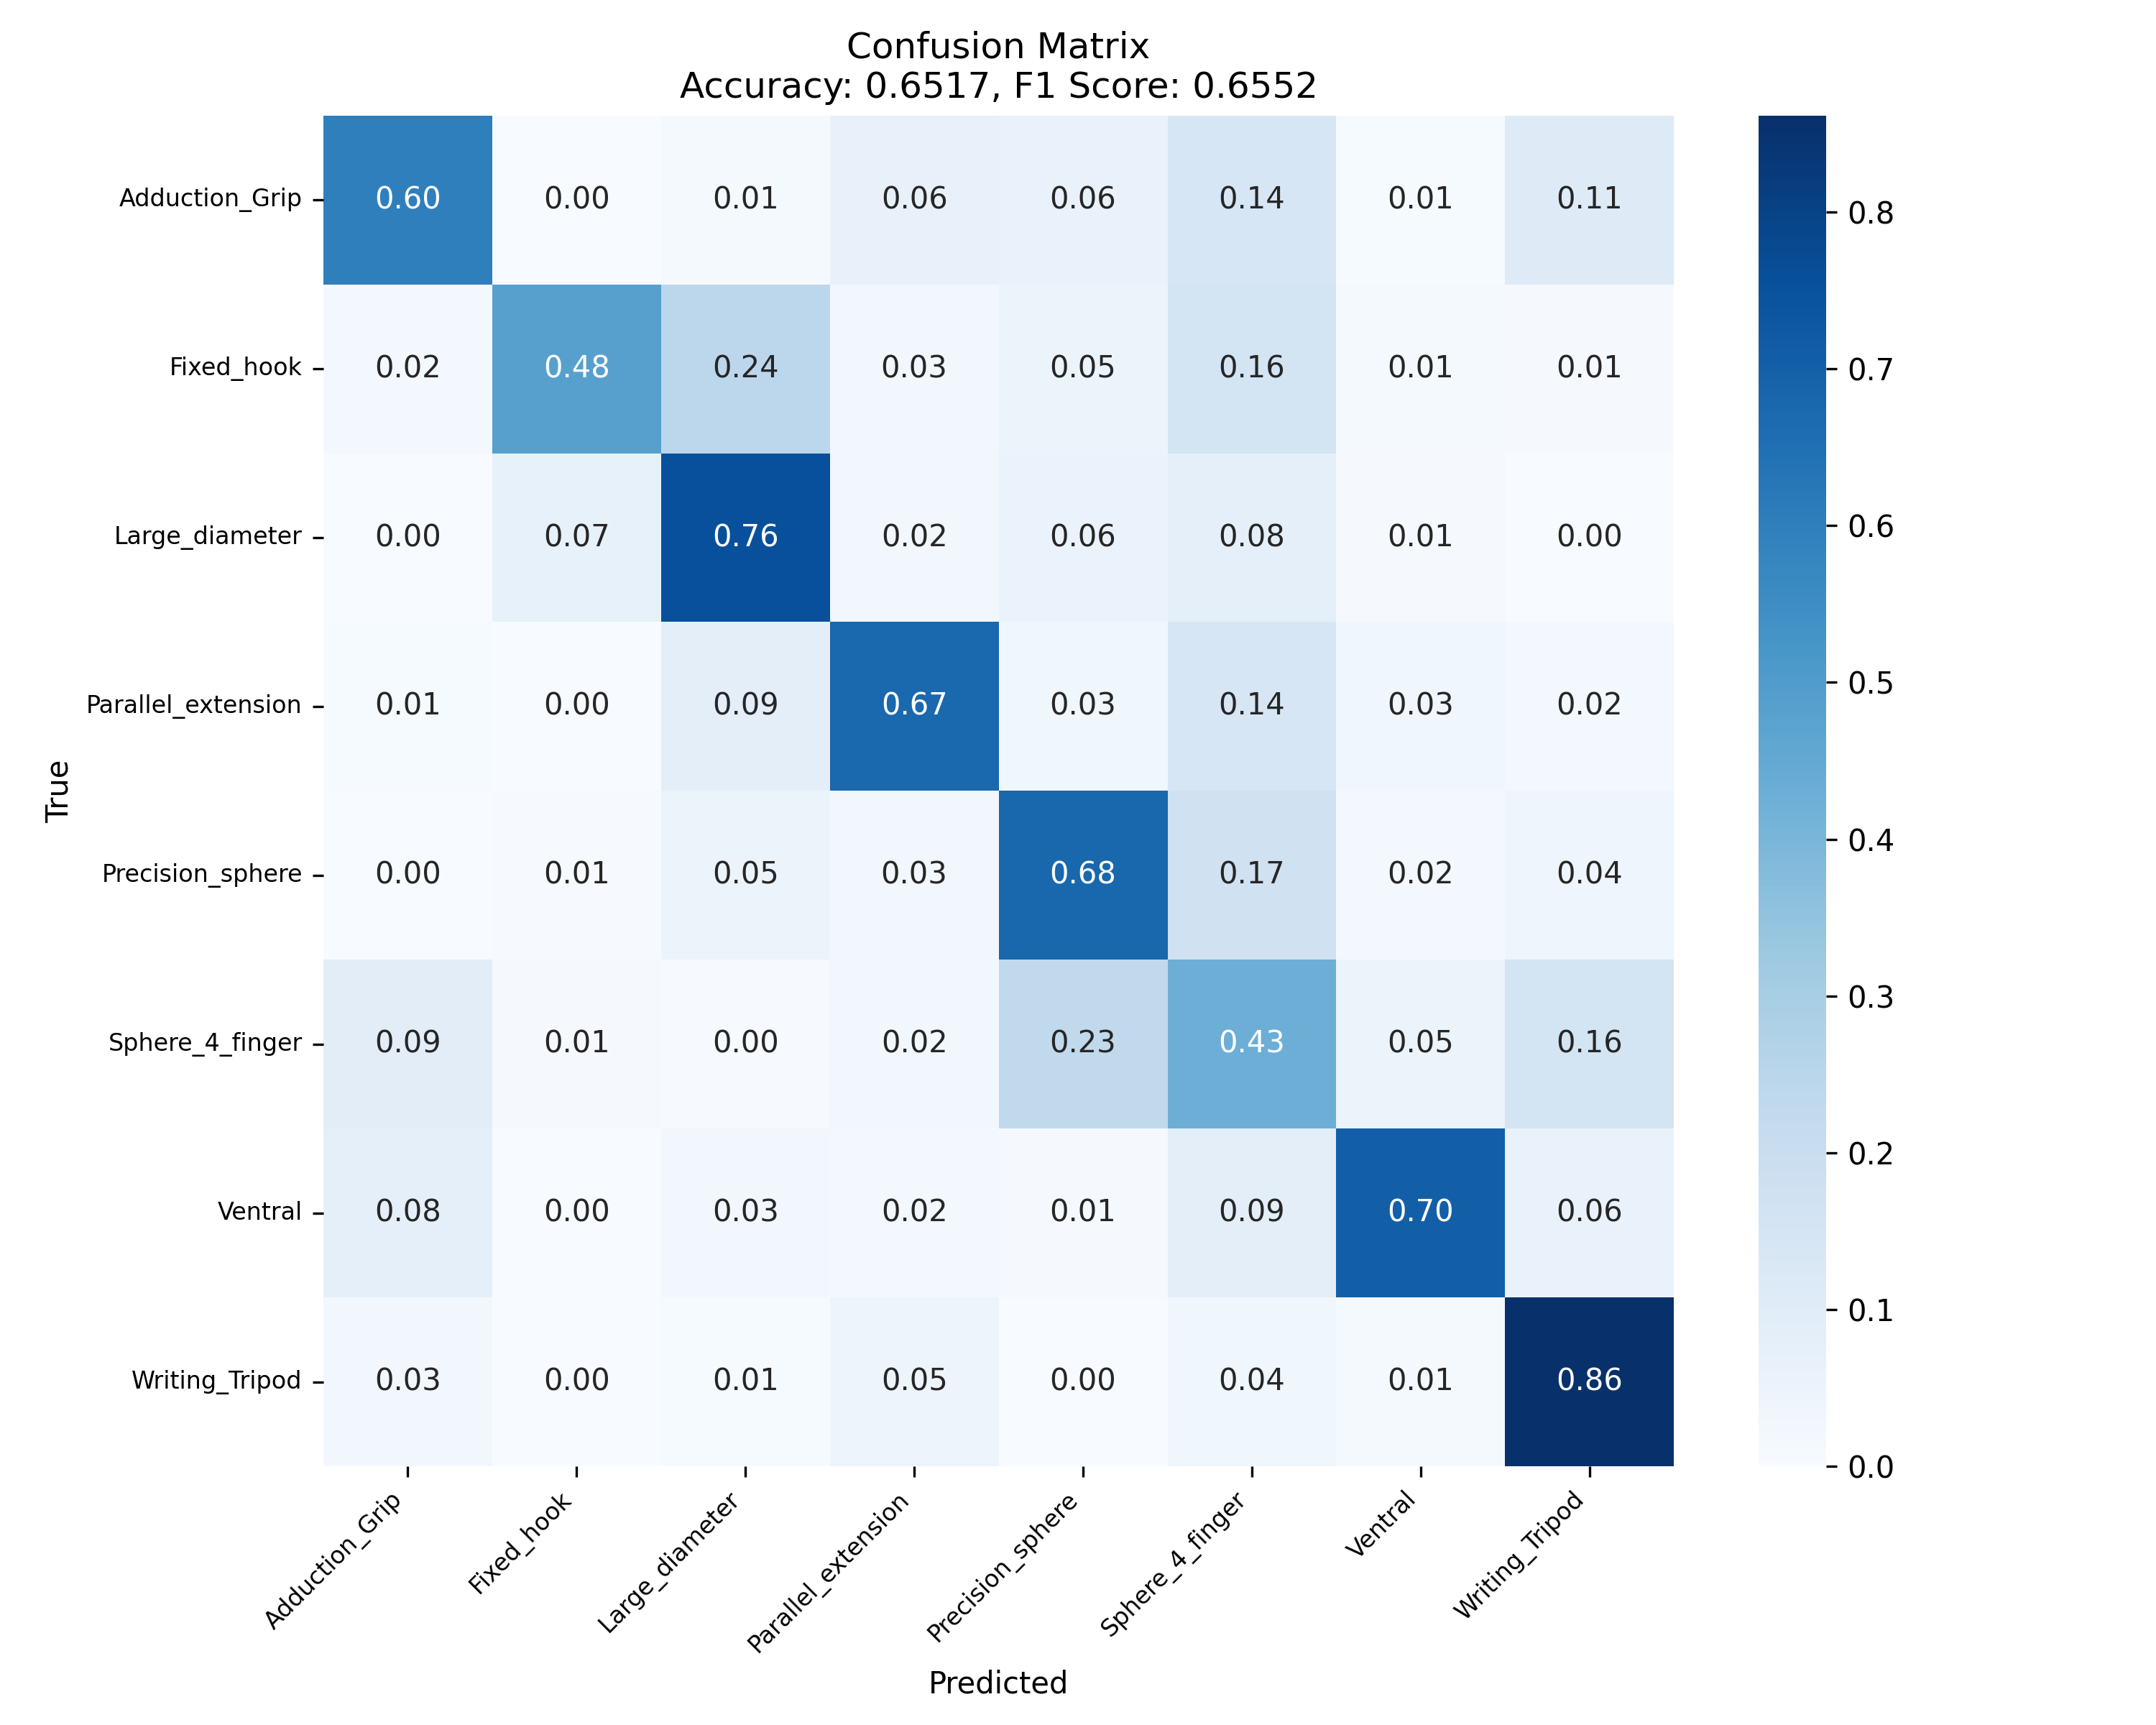 Confusion Matrix
Accuracy: 0.6517, F1 Score: 0.6552
Adduction_Grip 0.60 0.00 0.01 0.06 0.06 0.14 0.01 0.11
Fixed_hook 0.02 0.48 0.24 0.03 0.05 0.16 0.01 0.01
Large_diameter 0.00 0.07 0.76 0.02 0.06 0.08 0.01 0.00
Parallel_extension 0.01 0.00 0.09 0.67 0.03 0.14 0.03 0.02
Precision_sphere 0.00 0.01 0.05 0.03 0.68 0.17 0.02 0.04
Sphere_4_finger 0.09 0.01 0.00 0.02 0.23 0.43 0.05 0.16
Ventral 0.08 0.00 0.03 0.02 0.01 0.09 0.70 0.06
Writing_Tripod 0.03 0.00 0.01 0.05 0.00 0.04 0.01 0.86
True
Adduction_Grip
Fixed_hook
Large_diameter
Parallel_extension
Precision_sphere
Sphere_4_finger
Ventral
Writing_Tripod
Predicted
0.8
0.7
0.6
0.5
0.4
0.3
0.2
0.1
0.0